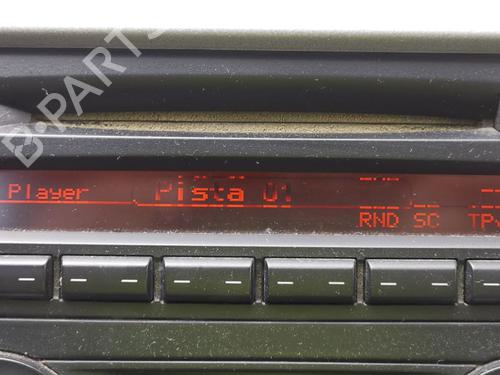 B-PARTS
Player Pista 01
RND SC TP